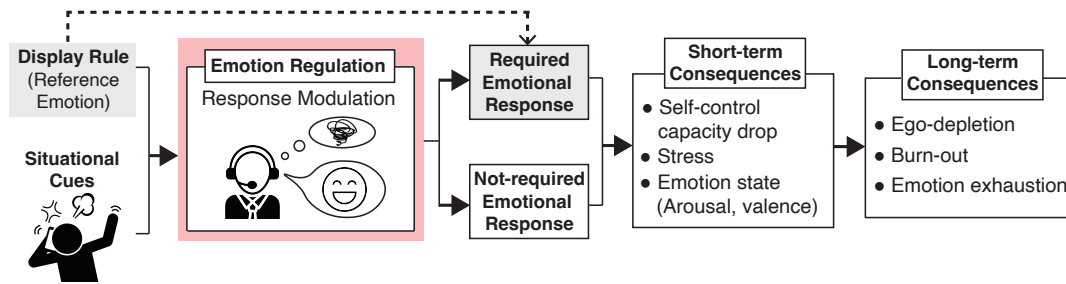 Display Rule
(Reference
Emotion)
Situational
Cues
Emotion Regulation
Response Modulation
Required
Emotional
Response
Not-required
Emotional
Response
Short-term
Consequences
● Self-control
capacity drop
● Stress
● Emotion state
(Arousal, valence)
Long-term
Consequences
● Ego-depletion
● Burn-out
● Emotion exhaustion